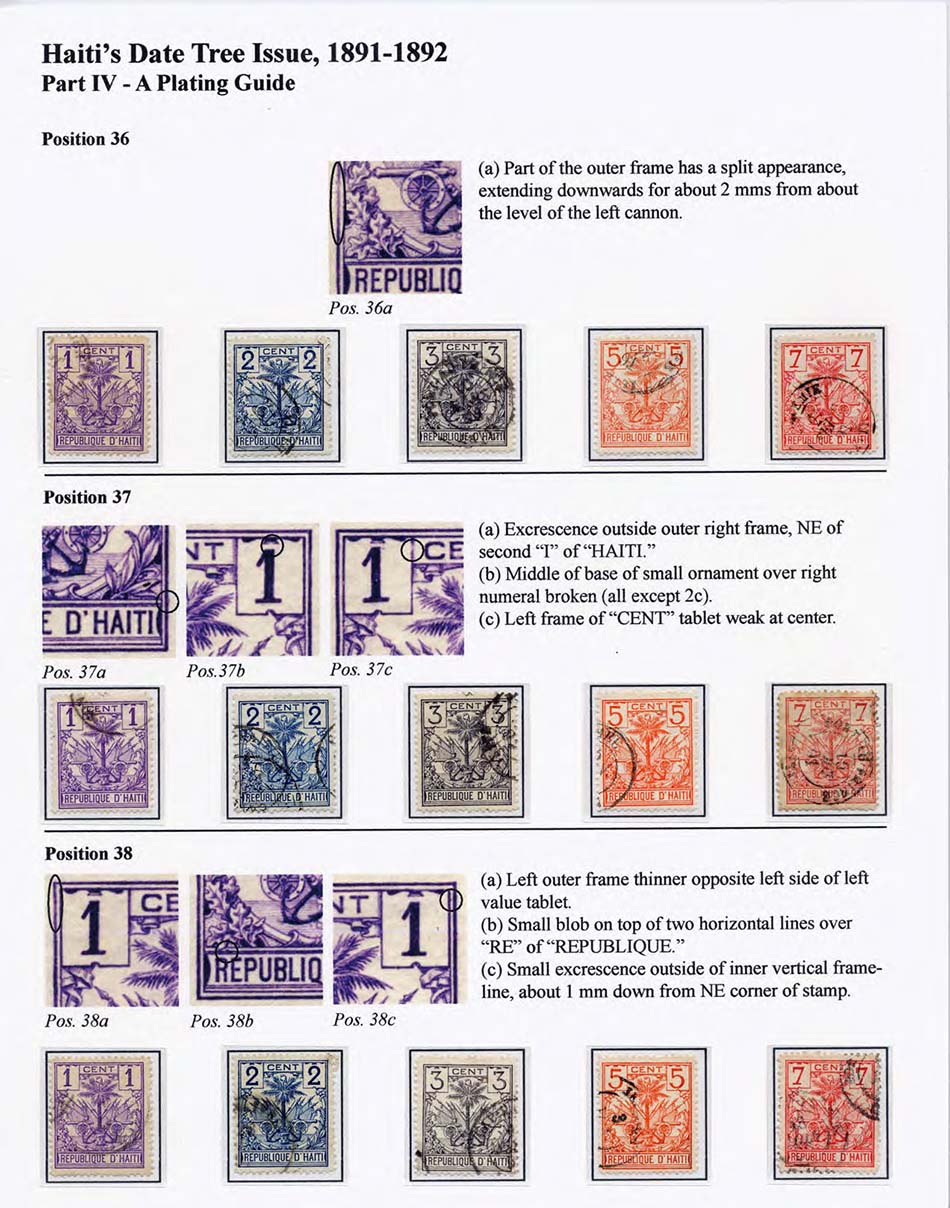 Haiti's Date Tree Issue, 1891-1892
Part IV - A Plating Guide
Position 36
(a) Part of the outer frame has a split appearance,
extending downwards for about 2 mms from about
the level of the left cannon.
REPUBLIQ
Pos. 36a
1 CENT 1
REPUBLIQUE D'HAITI
2 CENT 2
REPUBLIQUE D'HAITI
3 CENT 3
REPUBLIQUE D'HAITI
5 CENT 5
REPUBLIQUE D'HAITI
7 CENT 7
REPUBLIQUE D'HAITI
Position 37
E D'HAITI
NT 1
1 CE
(a) Excrescence outside outer right frame, NE of
second "I" of "HAITI."
(b) Middle of base of small ornament over right
numeral broken (all except 2c).
(c) Left frame of "CENT" tablet weak at center.
Pos. 37a
Pos.37b
Pos. 37c
1 CENT 1
REPUBLIQUE D'HAITI
2 CENT 2
REPUBLIQUE D'HAITI
3 CENT 3
REPUBLIQUE D'HAITI
5 CENT 5
REPUBLIQUE D'HAITI
7 CENT 7
REPUBLIQUE D'HAITI
Position 38
1 CE
REPUBLIQ
NT 1
(a) Left outer frame thinner opposite left side of left
value tablet.
(b) Small blob on top of two horizontal lines over
"RE" of "REPUBLIQUE."
(c) Small excrescence outside of inner vertical frame-
line, about 1 mm down from NE corner of stamp.
Pos. 38a
Pos. 38b
Pos. 38c
1 CENT 1
REPUBLIQUE D'HAITI
2 CENT 2
REPUBLIQUE D'HAITI
3 CENT 3
REPUBLIQUE D'HAITI
5 CENT 5
REPUBLIQUE D'HAITI
7 CENT 7
REPUBLIQUE D'HAITI